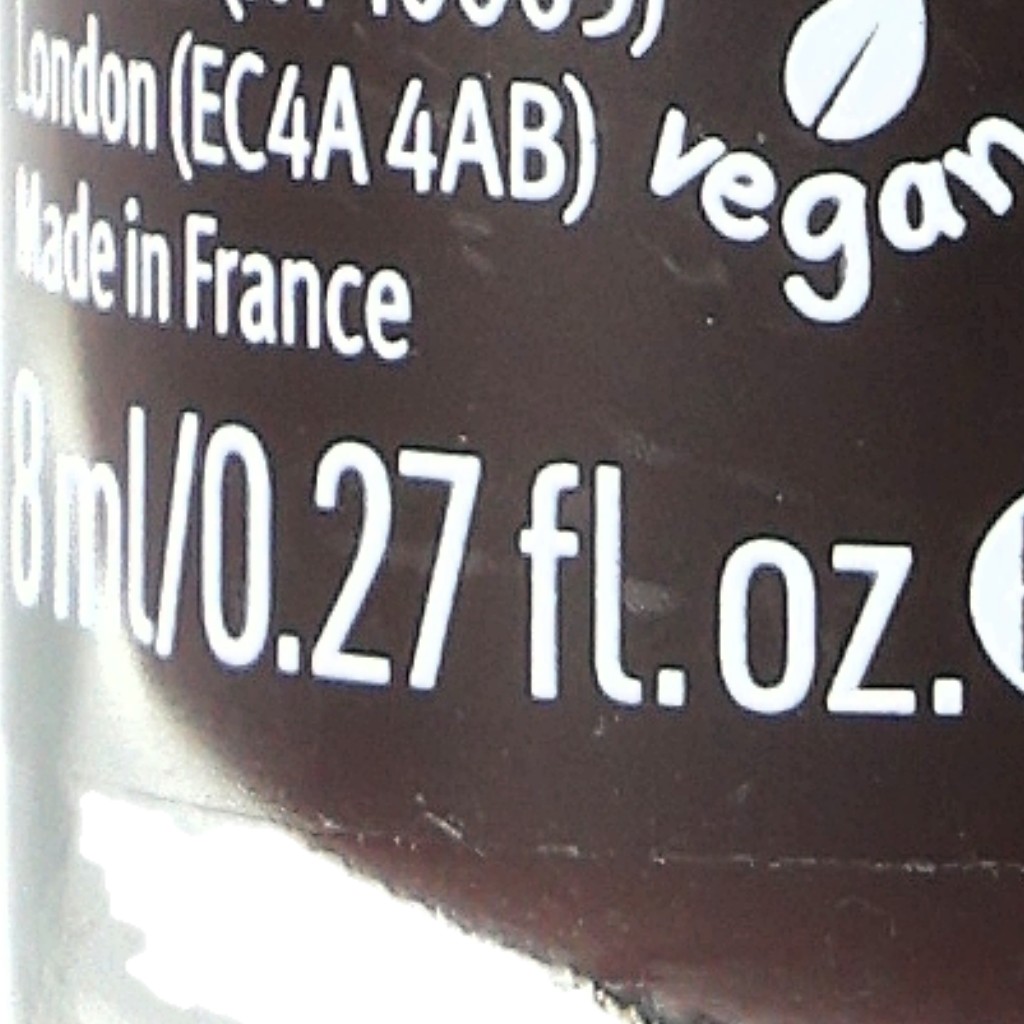 London (EC4A 4AB)
Made in France
vegan
8 ml/0.27 fl. oz.